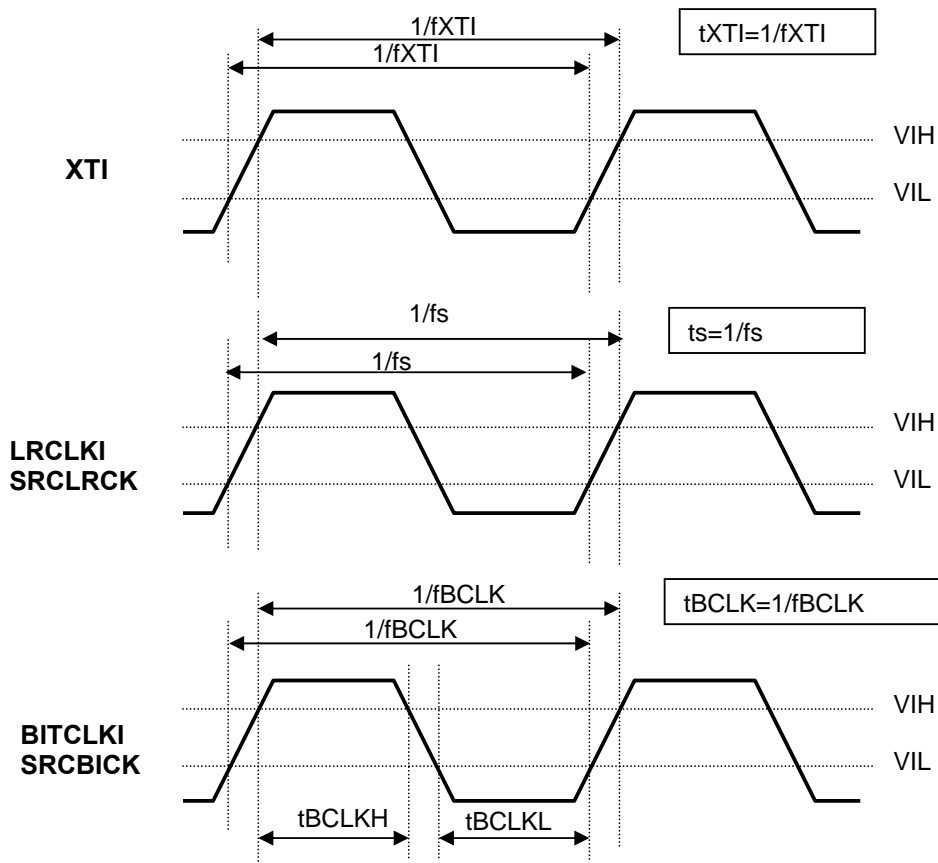 1/fXTI
tXTI=1/fXTI
1/fXTI
VIH
XTI
VIL
1/fs
ts=1/fs
1/fs
VIH
LRCLKI
SRCLRCK
VIL
1/fBCLK
tBCLK=1/fBCLK
1/fBCLK
VIH
BITCLKI
SRCBICK
VIL
tBCLKH
tBCLKL